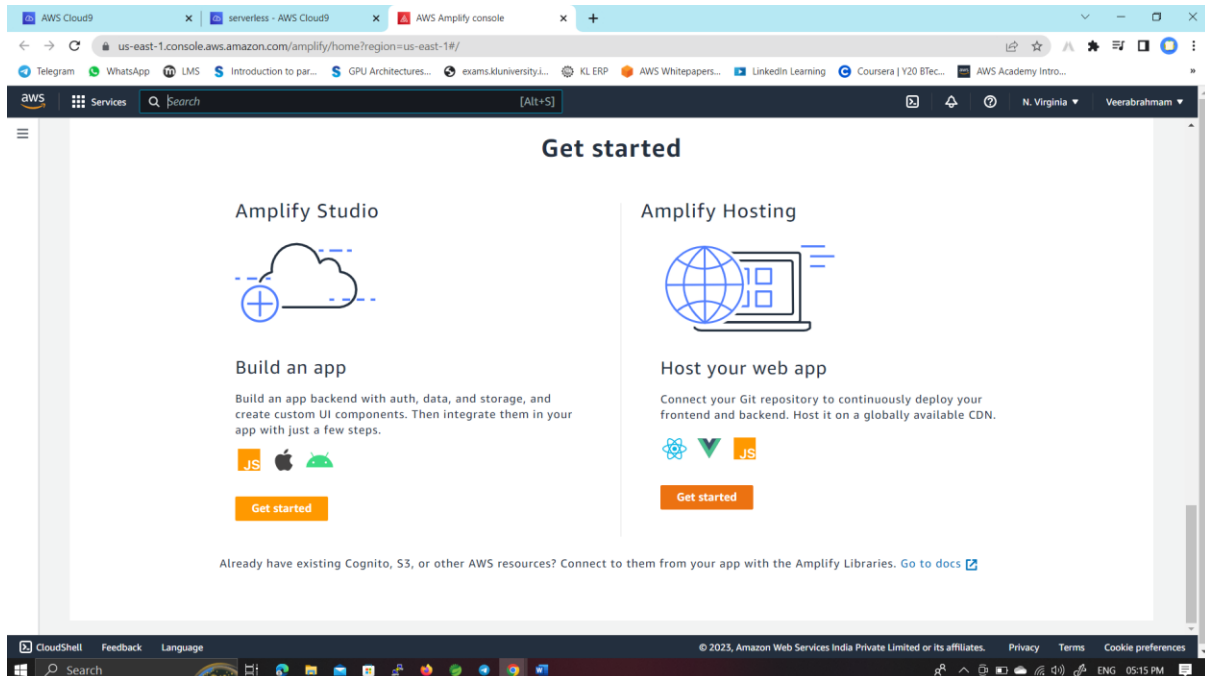 AWS Cloud9
serverless - AWS Cloud9
AWS Amplify console
us-east-1.console.aws.amazon.com/amplify/home?region=us-east-1#/
Telegram
WhatsApp
LMS
Introduction to par...
GPU Architectures...
exams.kluniversity.i...
KL ERP
AWS Whitepapers...
LinkedIn Learning
Coursera | Y20 BTec...
AWS Academy Intro...
»
aws
Services
Search
[Alt+S]
N. Virginia
Veerabrahmam
Get started
Amplify Studio
Build an app
Build an app backend with auth, data, and storage, and
create custom UI components. Then integrate them in your
app with just a few steps.
JS
Get started
Amplify Hosting
Host your web app
Connect your Git repository to continuously deploy your
frontend and backend. Host it on a globally available CDN.
JS
Get started
Already have existing Cognito, S3, or other AWS resources? Connect to them from your app with the Amplify Libraries. Go to docs
CloudShell
Feedback
Language
© 2023, Amazon Web Services India Private Limited or its affiliates.
Privacy
Terms
Cookie preferences
Search
ENG
05:15 PM